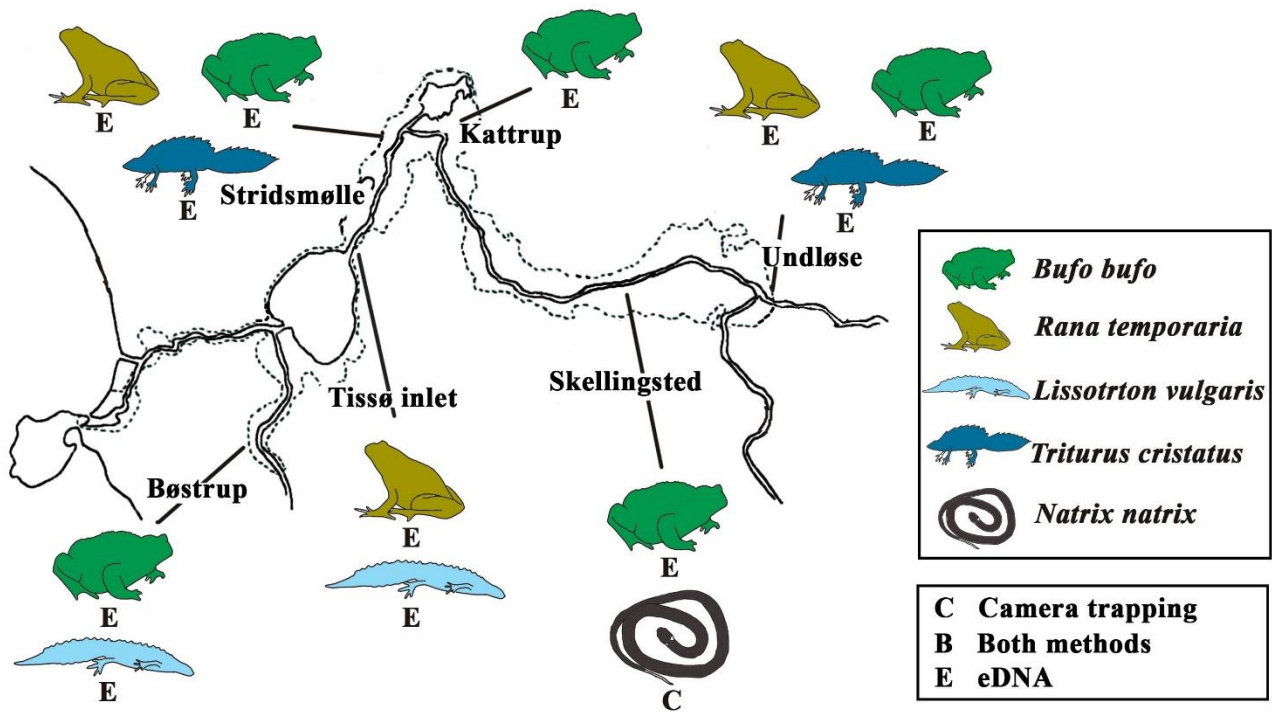 E
E
E
E
E
Kattrup
E
E
Stridsmølle
Undløse
Tissø inlet
Skellingsted
Bøstrup
E
E
E
E
E
E
C
Bufo bufo
Rana temporaria
Lissotrton vulgaris
Triturus cristatus
Natrix natrix
C Camera trapping
B Both methods
E eDNA